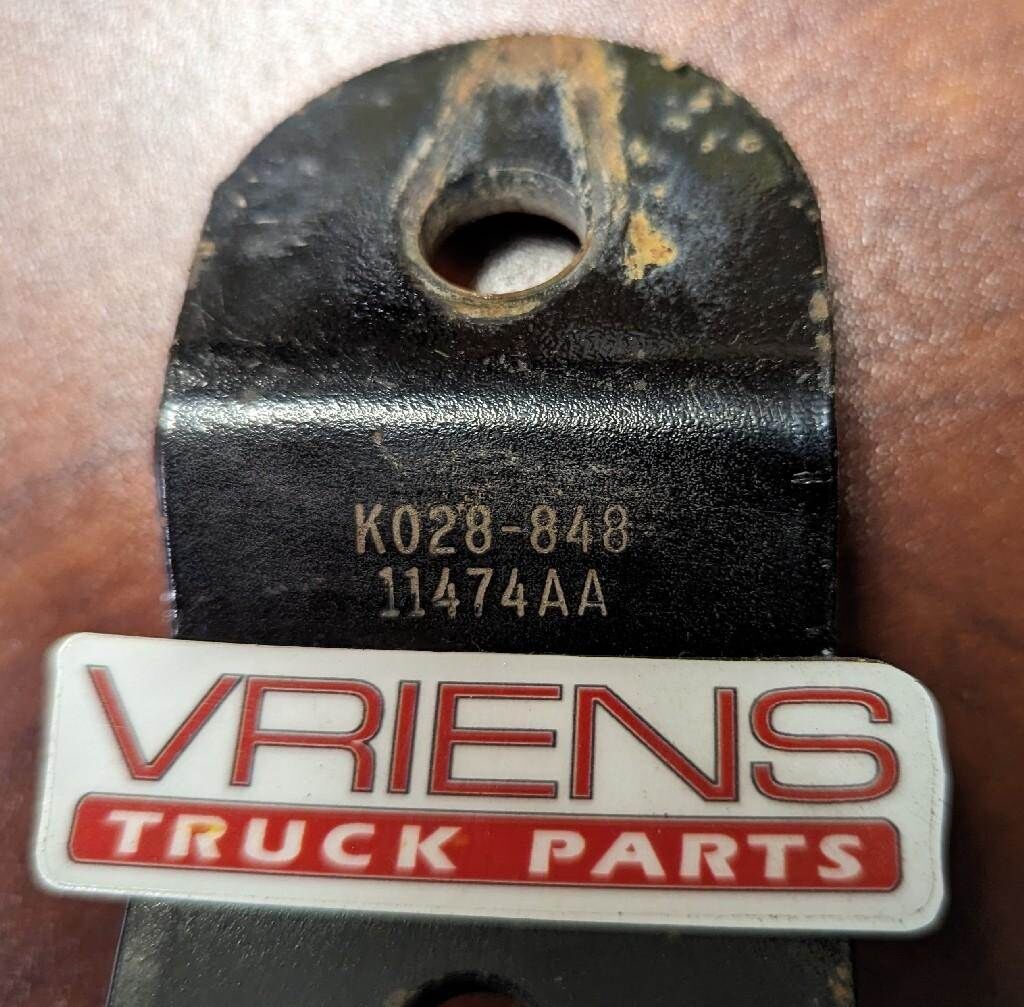 K028-848
11474AA
VRIENS
TRUCK PARTS